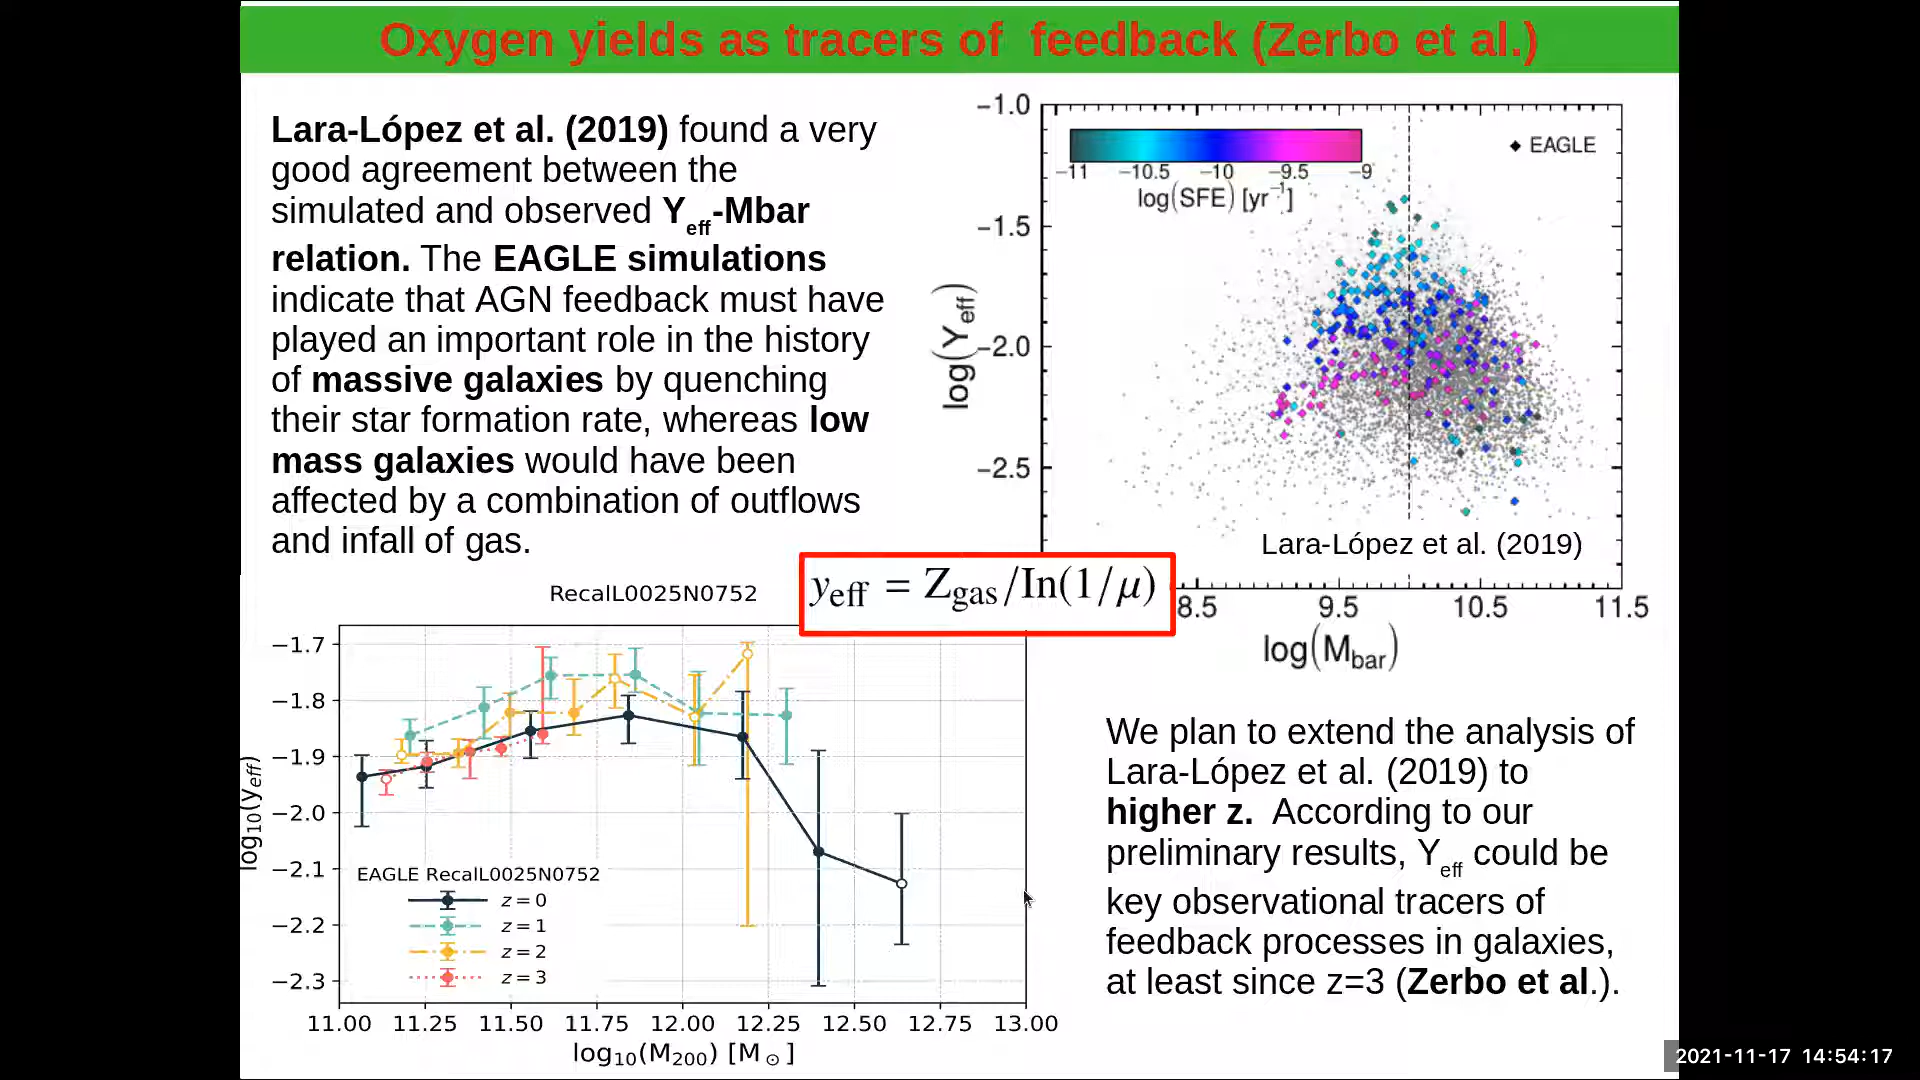 Oxygen yields as tracers of feedback (Zerbo et al.)
Lara-López et al. (2019) found a very
good agreement between the
simulated and observed Yeff-Mbar
relation. The EAGLE simulations
indicate that AGN feedback must have
played an important role in the history
of massive galaxies by quenching
their star formation rate, whereas low
mass galaxies would have been
affected by a combination of outflows
and infall of gas.
−1.0
−1.5
−2.0
−2.5
log(Yeff)
−11 −10.5 −10 −9.5 −9
log(SFE) [yr⁻¹]
EAGLE
Lara-López et al. (2019)
8.5 9.5 10.5 11.5
log(Mbar)
yeff = Zgas/In(1/μ)
RecalL0025N0752
−1.7
−1.8
−1.9
−2.0
−2.1
−2.2
−2.3
log10(yeff)
EAGLE RecalL0025N0752
z = 0
z = 1
z = 2
z = 3
11.00 11.25 11.50 11.75 12.00 12.25 12.50 12.75 13.00
log10(M200) [M⊙]
We plan to extend the analysis of
Lara-López et al. (2019) to
higher z. According to our
preliminary results, Yeff could be
key observational tracers of
feedback processes in galaxies,
at least since z=3 (Zerbo et al.).
2021-11-17 14:54:17